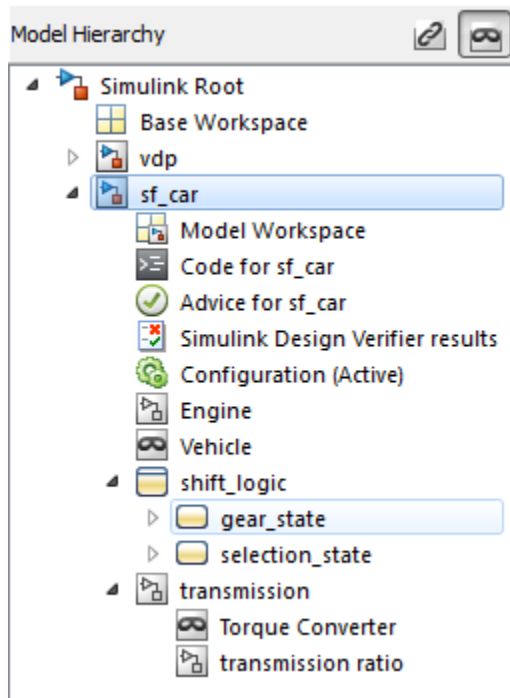 Model Hierarchy
Simulink Root
Base Workspace
vdp
sf_car
Model Workspace
Code for sf_car
Advice for sf_car
Simulink Design Verifier results
Configuration (Active)
Engine
Vehicle
shift_logic
gear_state
selection_state
transmission
Torque Converter
transmission ratio